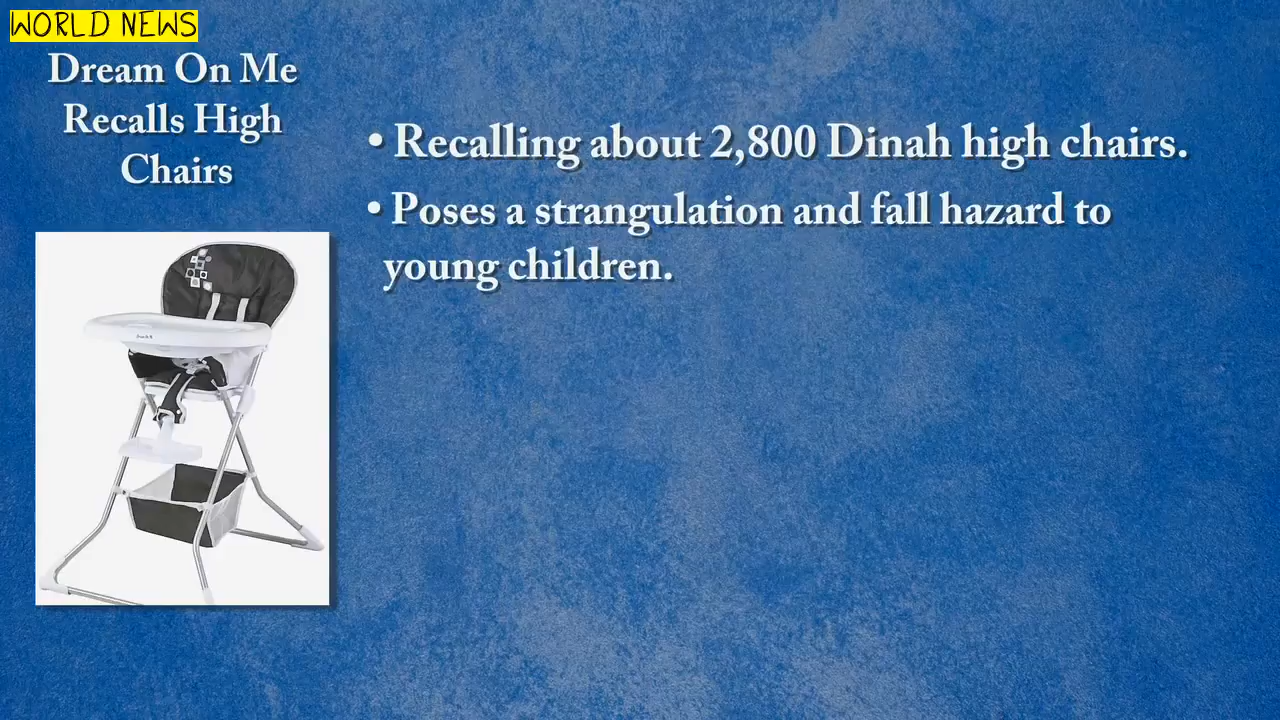 WORLD NEWS
Dream On Me
Recalls High
Chairs
• Recalling about 2,800 Dinah high chairs.
• Poses a strangulation and fall hazard to
young children.